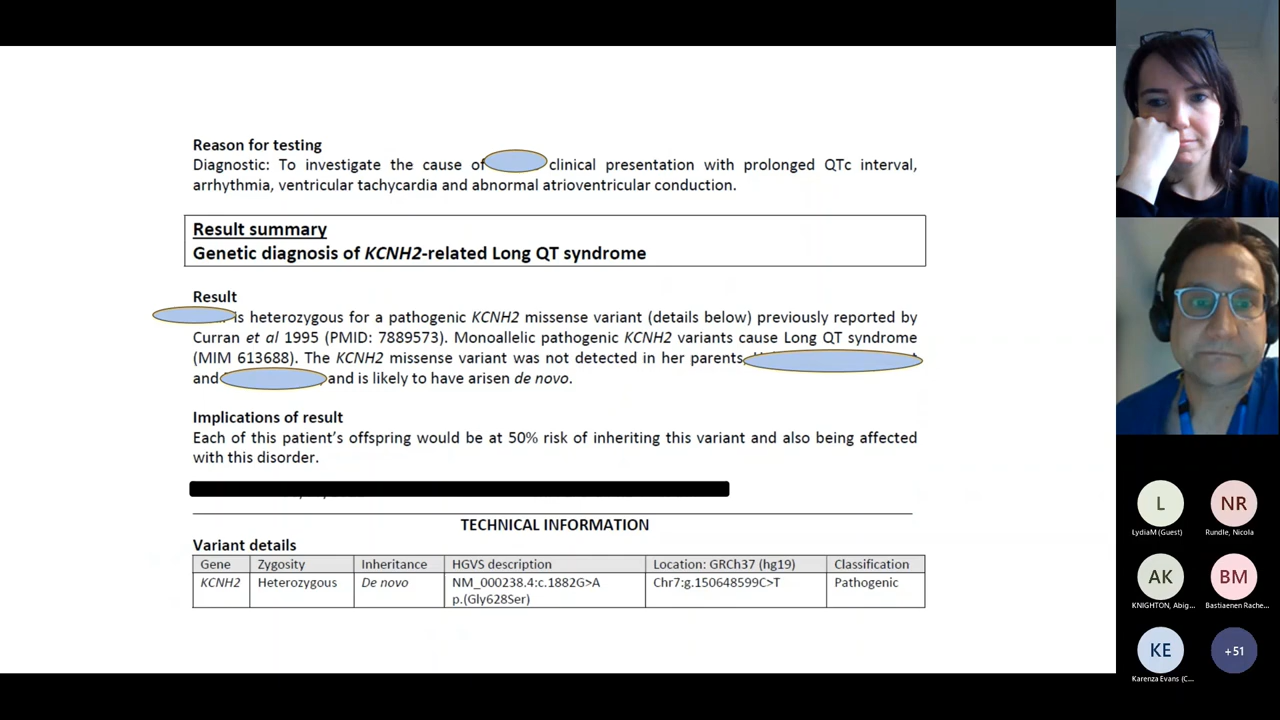 Reason for testing
Diagnostic: To investigate the cause of clinical presentation with prolonged QTc interval,
arrhythmia, ventricular tachycardia and abnormal atrioventricular conduction.
Result summary
Genetic diagnosis of KCNH2-related Long QT syndrome
Result
is heterozygous for a pathogenic KCNH2 missense variant (details below) previously reported by
Curran et al 1995 (PMID: 7889573). Monoallelic pathogenic KCNH2 variants cause Long QT syndrome
(MIM 613688). The KCNH2 missense variant was not detected in her parents,
and and is likely to have arisen de novo.
Implications of result
Each of this patient's offspring would be at 50% risk of inheriting this variant and also being affected
with this disorder.
TECHNICAL INFORMATION
Variant details
Gene Zygosity Inheritance HGVS description Location: GRCh37 (hg19) Classification
KCNH2 Heterozygous De novo NM_000238.4:c.1882G>A Chr7:g.150648599C>T Pathogenic
p.(Gly628Ser)
L NR
LydiaM (Guest) Rundle, Nicola
AK BM
KNIGHTON, Abig... Bastiaenen Rache...
KE +51
Karenza Evans (C...